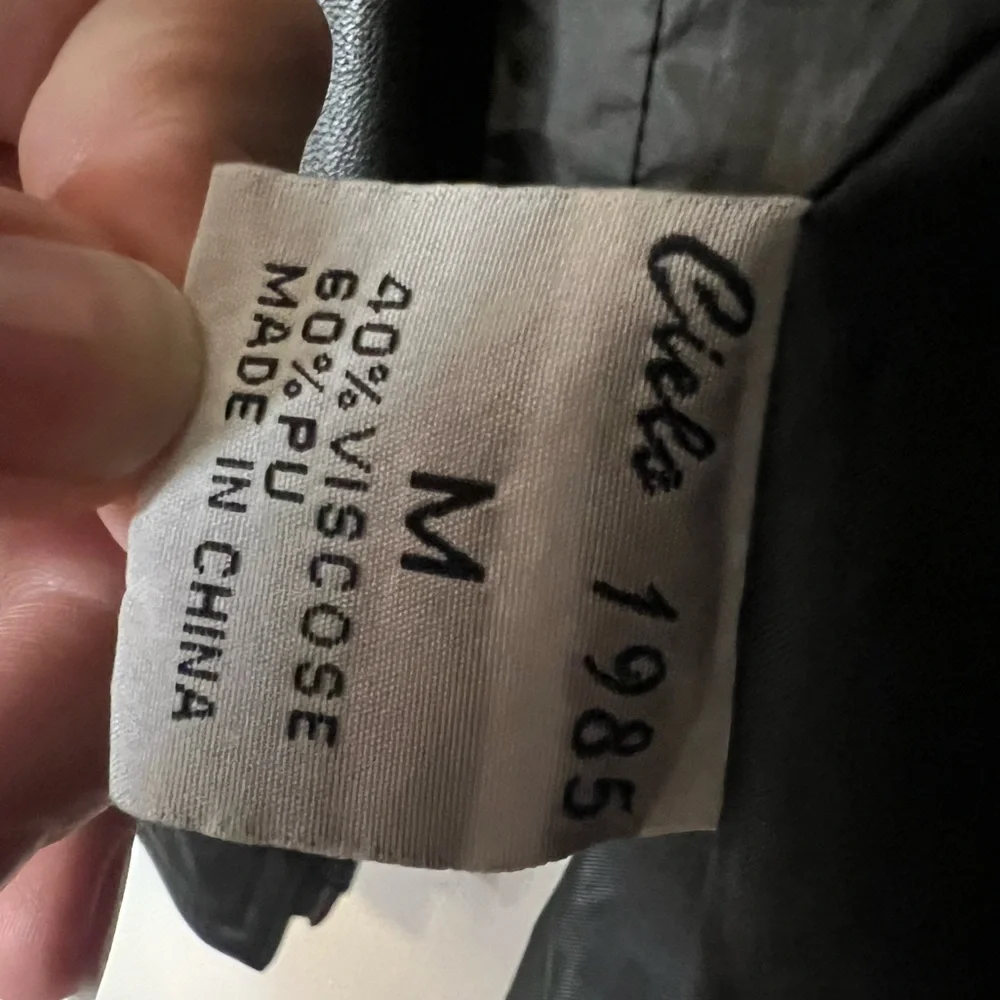 Cielo 1985
M
40% VISCOSE
60% PU
MADE IN CHINA